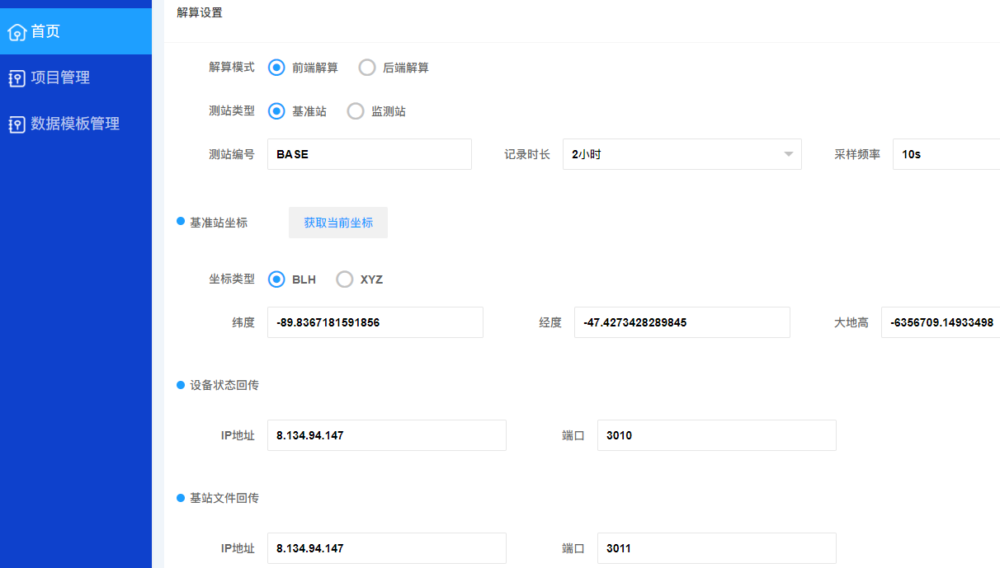 首页
项目管理
数据模板管理
解算设置
解算模式 前端解算 后端解算
测站类型 基准站 监测站
测站编号 BASE 记录时长 2小时 采样频率 10s
基准站坐标 获取当前坐标
坐标类型 BLH XYZ
纬度 -89.8367181591856 经度 -47.4273428289845 大地高 -6356709.14933498
设备状态回传
IP地址 8.134.94.147 端口 3010
基站文件回传
IP地址 8.134.94.147 端口 3011